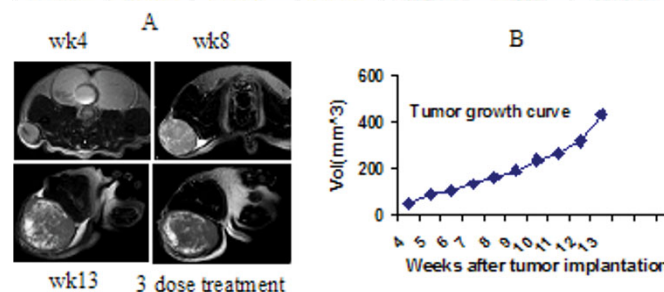 A
wk4 wk8
wk13 3 dose treatment
B
Tumor growth curve
Vol(mm^3)
600
400
200
0
4 5 6 7 8 9 10 11 12 13
Weeks after tumor implantation